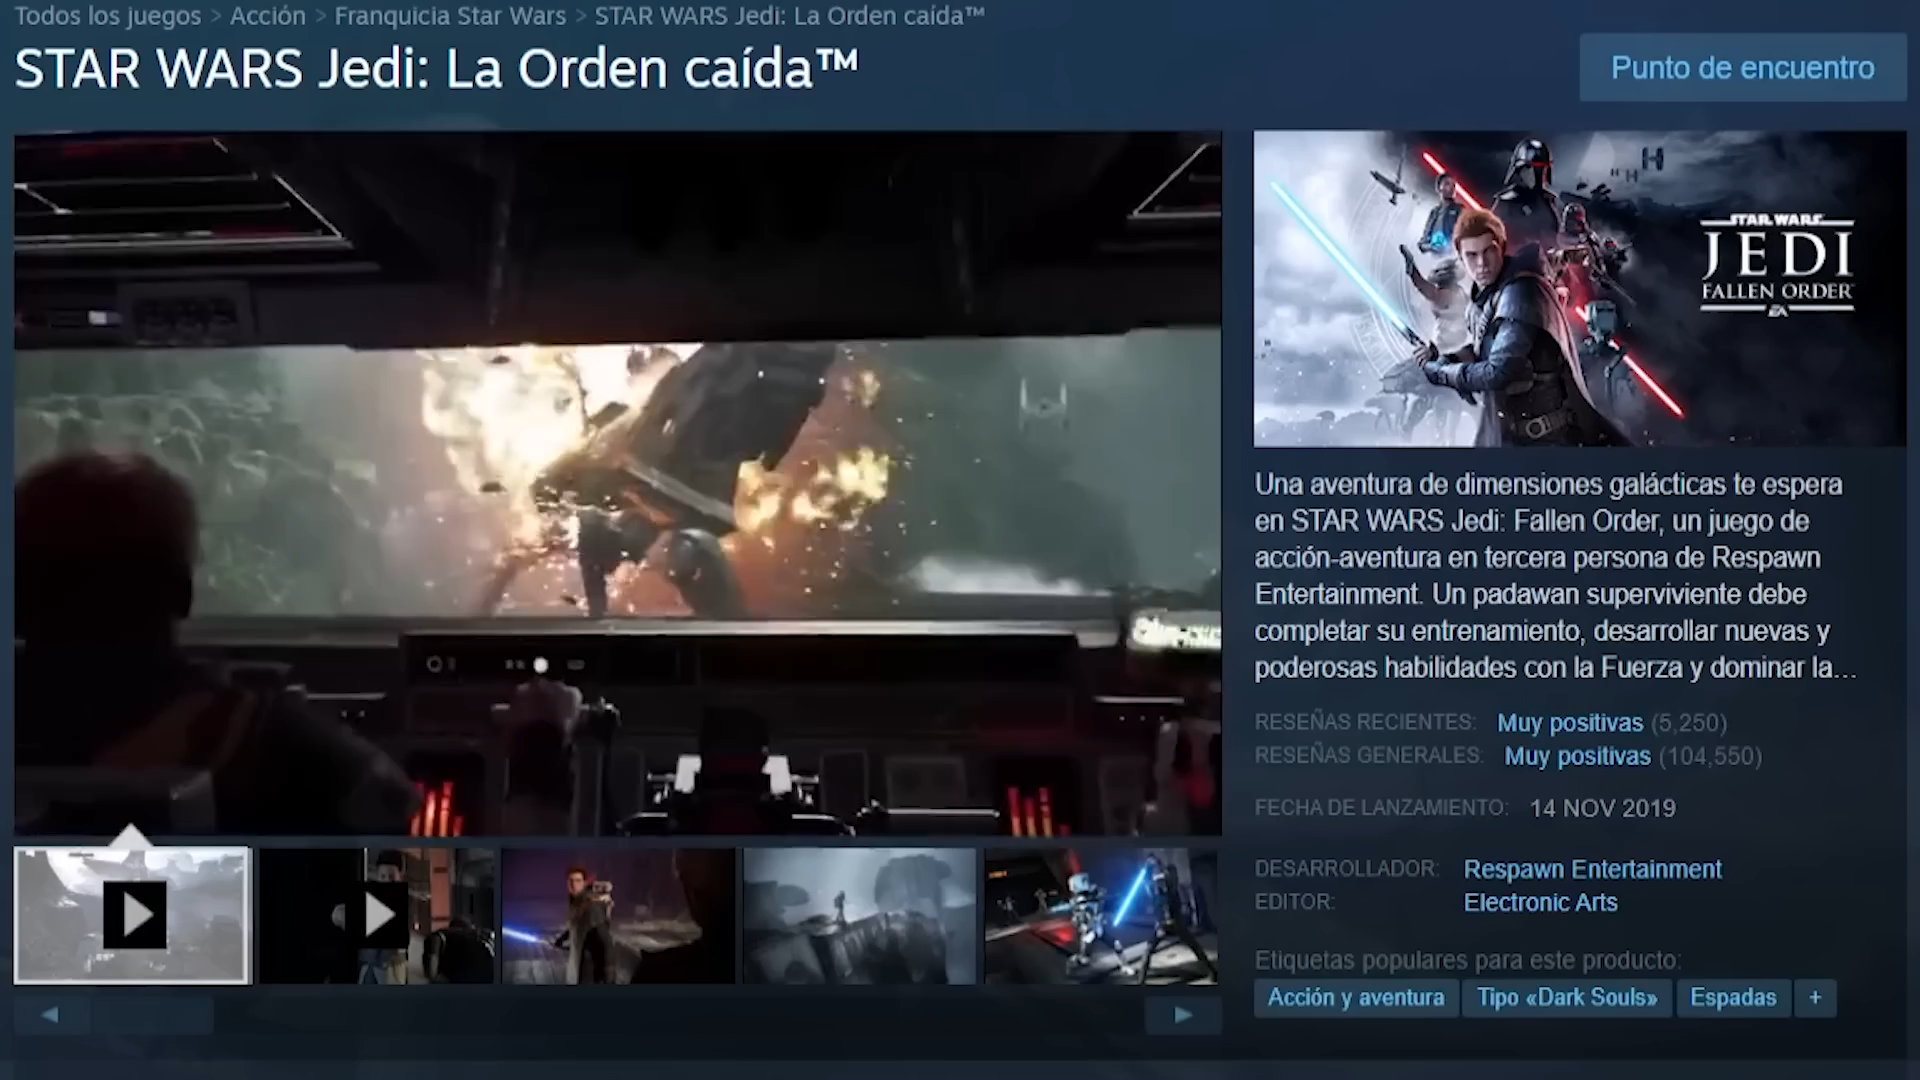 Todos los juegos > Acción > Franquicia Star Wars > STAR WARS Jedi: La Orden caída™
STAR WARS Jedi: La Orden caída™
Punto de encuentro
STAR WARS
JEDI
FALLEN ORDER
EA
Una aventura de dimensiones galácticas te espera
en STAR WARS Jedi: Fallen Order, un juego de
acción-aventura en tercera persona de Respawn
Entertainment. Un padawan superviviente debe
completar su entrenamiento, desarrollar nuevas y
poderosas habilidades con la Fuerza y dominar la...
RESEÑAS RECIENTES: Muy positivas (5,250)
RESEÑAS GENERALES: Muy positivas (104,550)
FECHA DE LANZAMIENTO: 14 NOV 2019
DESARROLLADOR: Respawn Entertainment
EDITOR: Electronic Arts
Etiquetas populares para este producto:
Acción y aventura Tipo «Dark Souls» Espadas +